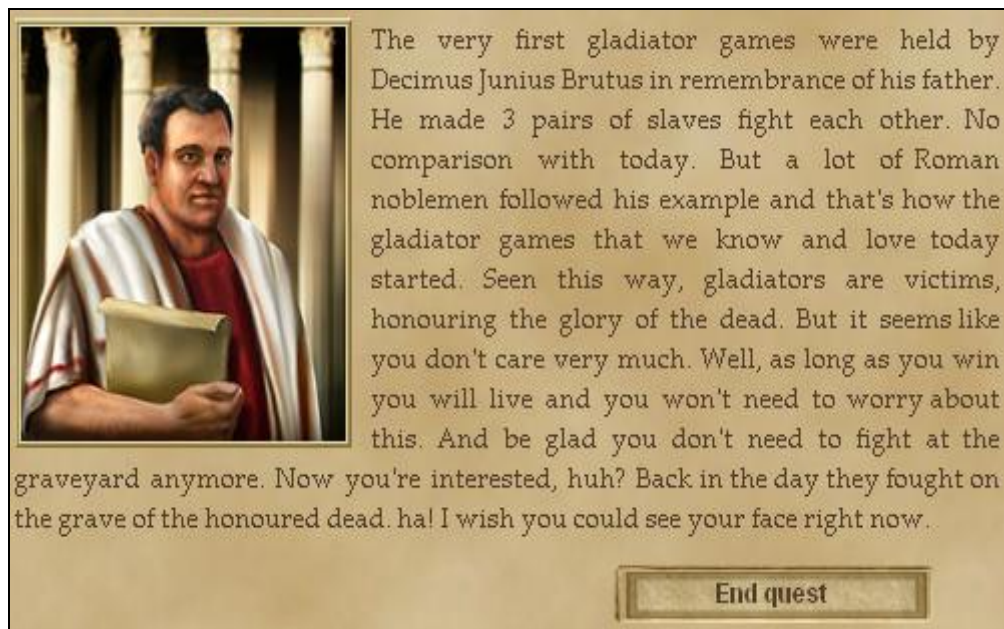 The very first gladiator games were held by
Decimus Junius Brutus in remembrance of his father.
He made 3 pairs of slaves fight each other. No
comparison with today. But a lot of Roman
noblemen followed his example and that's how the
gladiator games that we know and love today
started. Seen this way, gladiators are victims,
honouring the glory of the dead. But it seems like
you don't care very much. Well, as long as you win
you will live and you won't need to worry about
this. And be glad you don't need to fight at the
graveyard anymore. Now you're interested, huh? Back in the day they fought on
the grave of the honoured dead. ha! I wish you could see your face right now.
End quest